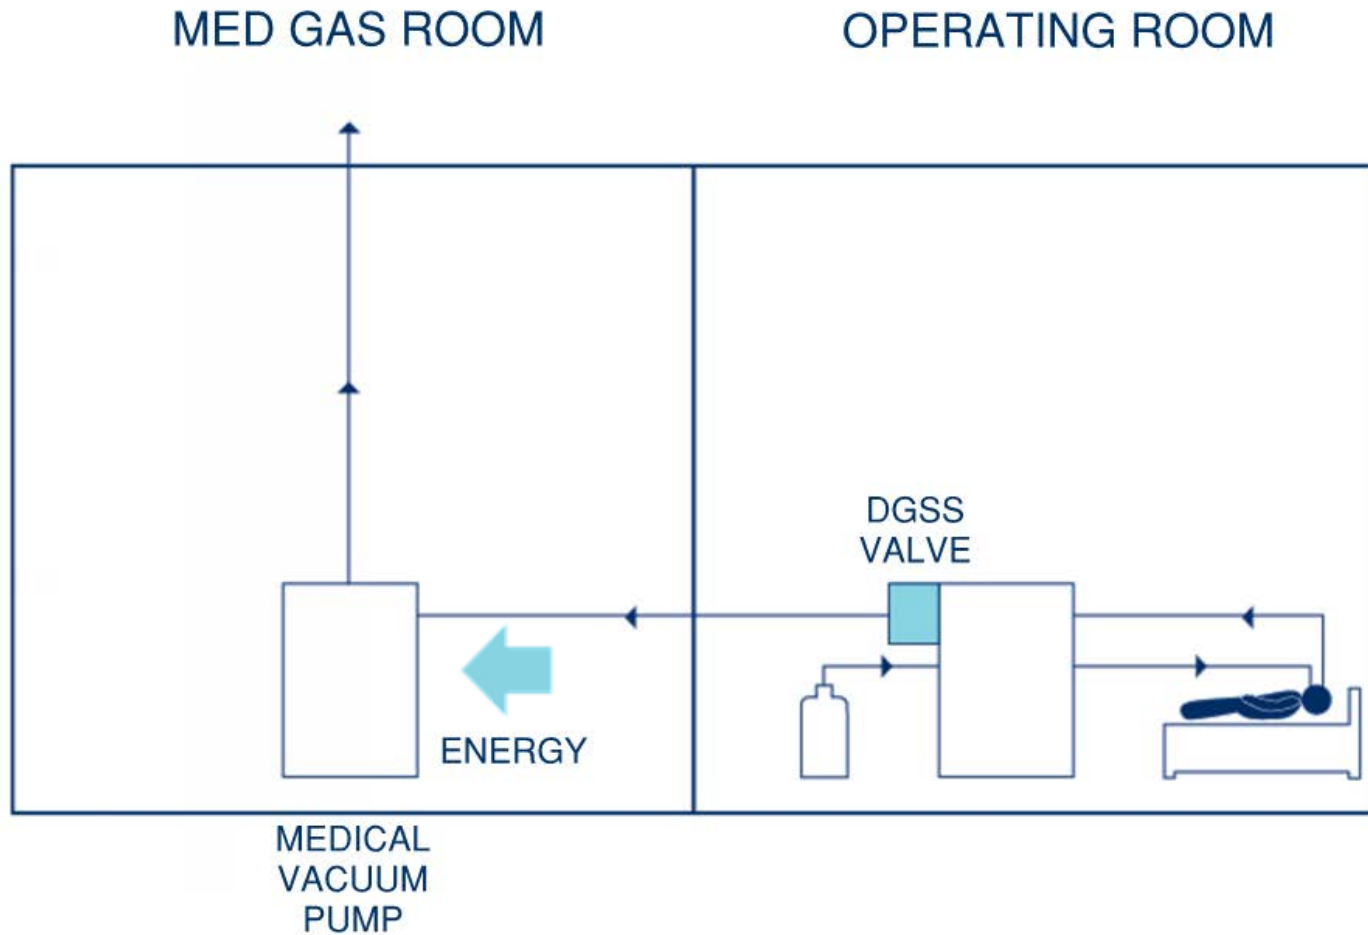 MED GAS ROOM
OPERATING ROOM
DGSS
VALVE
ENERGY
MEDICAL
VACUUM
PUMP